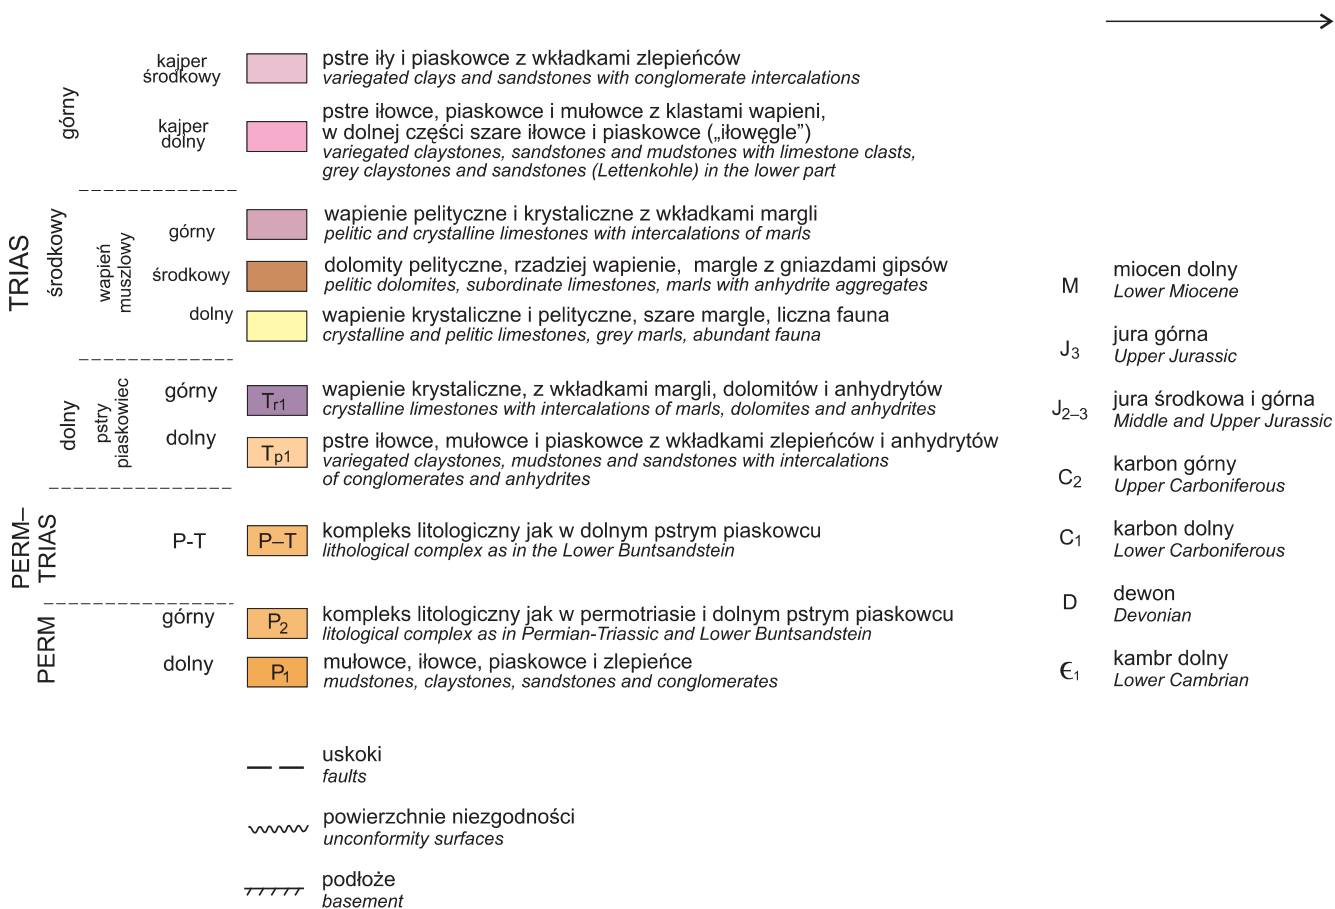 kajper
środkowy
pstre iły i piaskowce z wkładkami zlepieńców
variegated clays and sandstones with conglomerate intercalations
górny
kajper
dolny
pstre iłowce, piaskowce i mułowce z klastami wapieni,
w dolnej części szare iłowce i piaskowce („iłowęgle”)
variegated claystones, sandstones and mudstones with limestone clasts,
grey claystones and sandstones (Lettenkohle) in the lower part
TRIAS
środkowy
wapień
muszlowy
górny
wapienie pelityczne i krystaliczne z wkładkami margli
pelitic and crystalline limestones with intercalations of marls
środkowy
dolomity pelityczne, rzadziej wapienie, margle z gniazdami gipsów
pelitic dolomites, subordinate limestones, marls with anhydrite aggregates
dolny
wapienie krystaliczne i pelityczne, szare margle, liczna fauna
crystalline and pelitic limestones, grey marls, abundant fauna
dolny
pstry
piaskowiec
górny
Tr1
wapienie krystaliczne, z wkładkami margli, dolomitów i anhydrytów
crystalline limestones with intercalations of marls, dolomites and anhydrites
dolny
Tp1
pstre iłowce, mułowce i piaskowce z wkładkami zlepieńców i anhydrytów
variegated claystones, mudstones and sandstones with intercalations
of conglomerates and anhydrites
PERM–
TRIAS
P-T
P–T
kompleks litologiczny jak w dolnym pstrym piaskowcu
lithological complex as in the Lower Buntsandstein
PERM
górny
P2
kompleks litologiczny jak w permotriasie i dolnym pstrym piaskowcu
litological complex as in Permian-Triassic and Lower Buntsandstein
dolny
P1
mułowce, iłowce, piaskowce i zlepieńce
mudstones, claystones, sandstones and conglomerates
uskoki
faults
powierzchnie niezgodności
unconformity surfaces
podłoże
basement
M
miocen dolny
Lower Miocene
J3
jura górna
Upper Jurassic
J2–3
jura środkowa i górna
Middle and Upper Jurassic
C2
karbon górny
Upper Carboniferous
C1
karbon dolny
Lower Carboniferous
D
dewon
Devonian
Є1
kambr dolny
Lower Cambrian